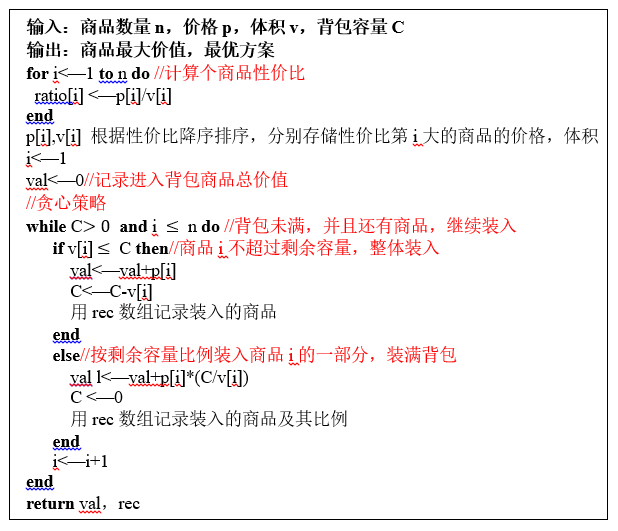 输入：商品数量 n，价格 p，体积 v，背包容量 C
输出：商品最大价值，最优方案
for i<—1 to n do //计算个商品性价比
ratio[i] <—p[i]/v[i]
end
p[i],v[i] 根据性价比降序排序，分别存储性价比第 i 大的商品的价格，体积
i<—1
val<—0//记录进入背包商品总价值
//贪心策略
while C> 0 and i ≤ n do //背包未满，并且还有商品，继续装入
if v[i] ≤ C then//商品 i 不超过剩余容量，整体装入
val<—val+p[i]
C<—C-v[i]
用 rec 数组记录装入的商品
end
else//按剩余容量比例装入商品 i 的一部分，装满背包
val l<—val+p[i]*(C/v[i])
C <—0
用 rec 数组记录装入的商品及其比例
end
i<—i+1
end
return val，rec